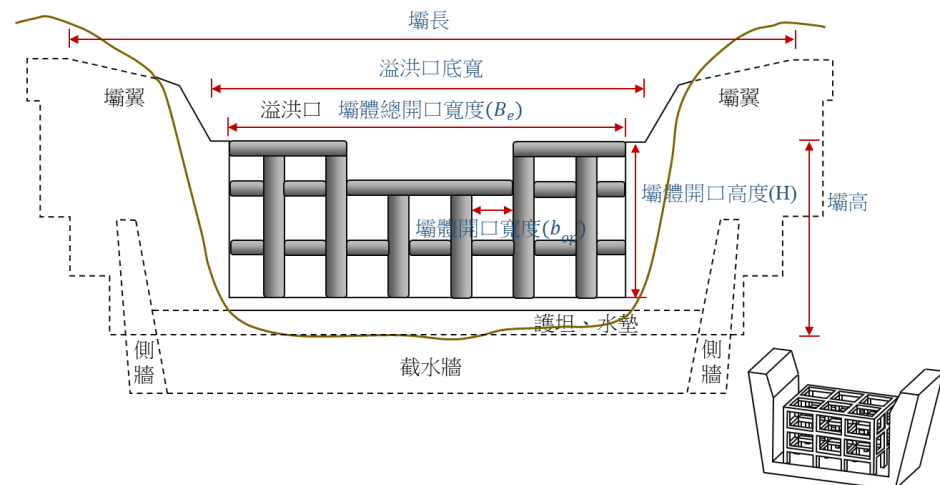 壩長
溢洪口底寬
壩翼
溢洪口 壩體總開口寬度(Bₑ)
壩翼
壩體開口高度(H)
壩高
壩體開口寬度(b_op)
護坦、水墊
側牆
截水牆
側牆